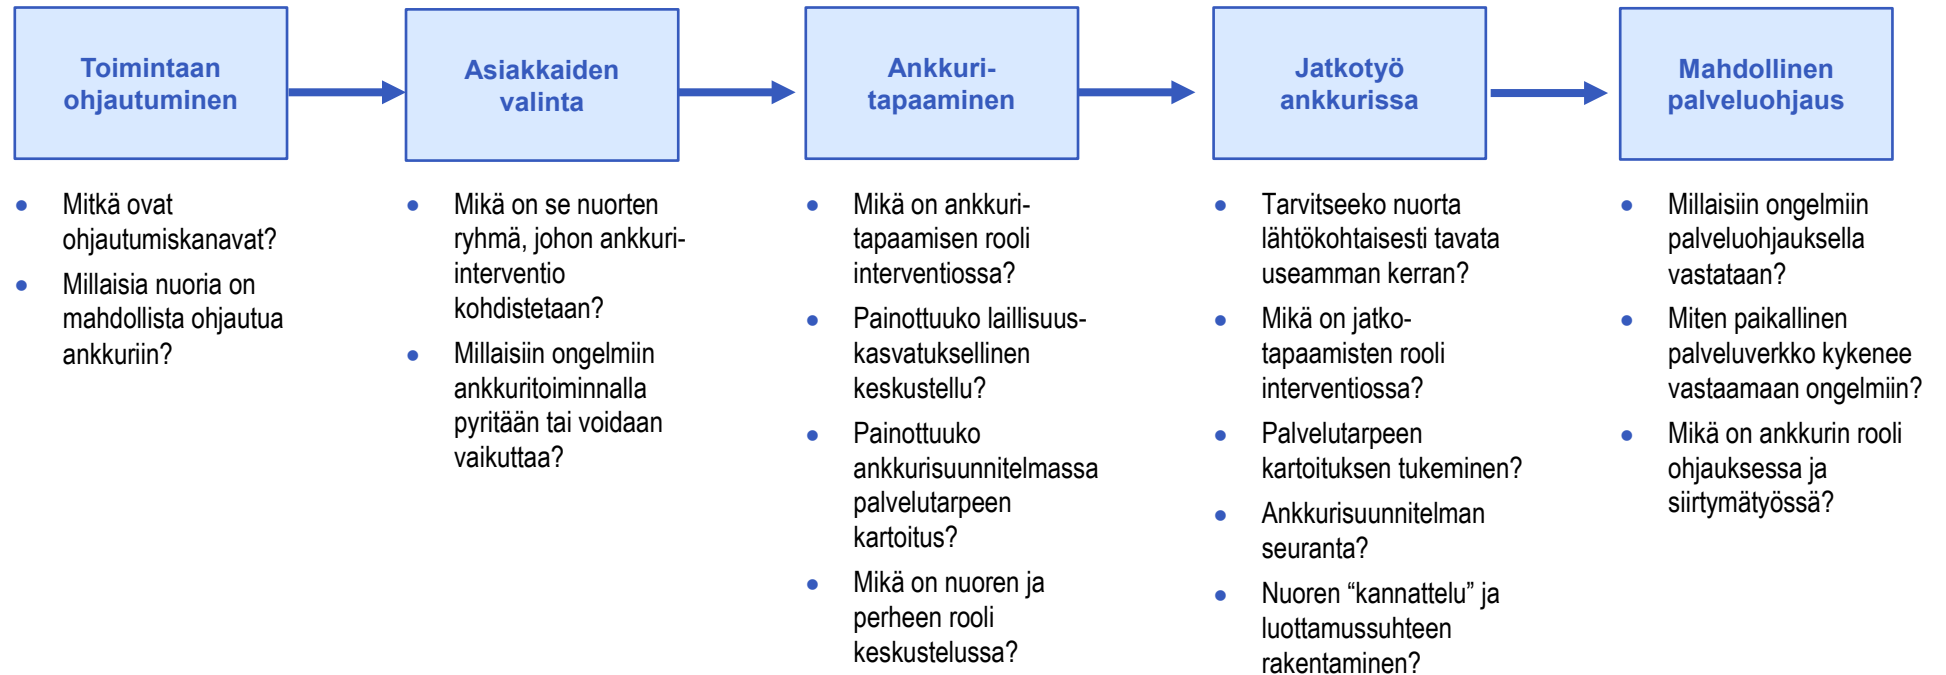 Toimintaan
ohjautuminen
Asiakkaiden
valinta
Ankkuri-
tapaaminen
Jatkotyö
ankkurissa
Mahdollinen
palveluohjaus
Mitkä ovat
ohjautumiskanavat?
Millaisia nuoria on
mahdollista ohjautua
ankkuriin?
Mikä on se nuorten
ryhmä, johon ankkuri-
interventio
kohdistetaan?
Millaisiin ongelmiin
ankkuritoiminnalla
pyritään tai voidaan
vaikuttaa?
Mikä on ankkuri-
tapaamisen rooli
interventiossa?
Painottuuko laillisuus-
kasvatuksellinen
keskustellu?
Painottuuko
ankkurisuunnitelmassa
palvelutarpeen
kartoitus?
Mikä on nuoren ja
perheen rooli
keskustelussa?
Tarvitseeko nuorta
lähtökohtaisesti tavata
useamman kerran?
Mikä on jatko-
tapaamisten rooli
interventiossa?
Palvelutarpeen
kartoituksen tukeminen?
Ankkurisuunnitelman
seuranta?
Nuoren “kannattelu” ja
luottamussuhteen
rakentaminen?
Millaisiin ongelmiin
palveluohjauksella
vastataan?
Miten paikallinen
palveluverkko kykenee
vastaamaan ongelmiin?
Mikä on ankkurin rooli
ohjauksessa ja
siirtymätyössä?